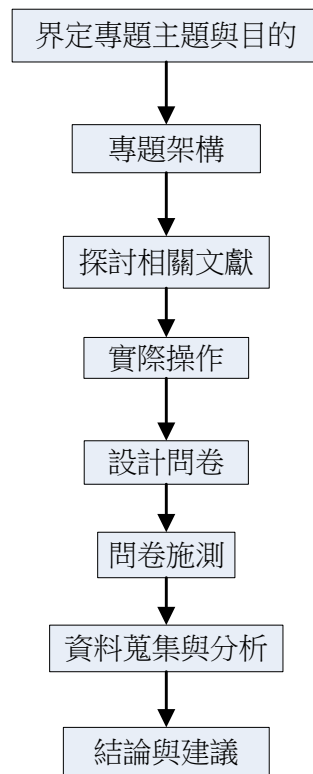 界定專題主題與目的
專題架構
探討相關文獻
實際操作
設計問卷
問卷施測
資料蒐集與分析
結論與建議